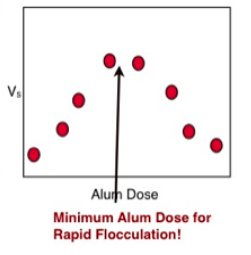 Vs
Alum Dose
Minimum Alum Dose for
Rapid Flocculation!